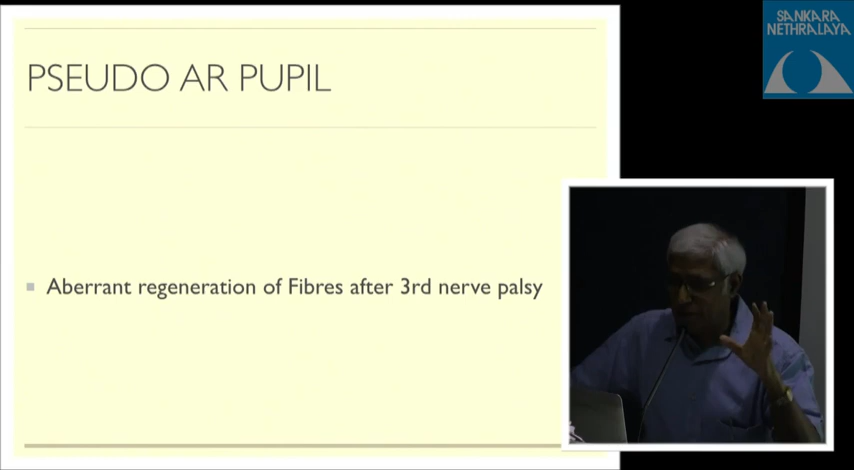 PSEUDO AR PUPIL
Aberrant regeneration of Fibres after 3rd nerve palsy
SANKARA
NETHRALAYA